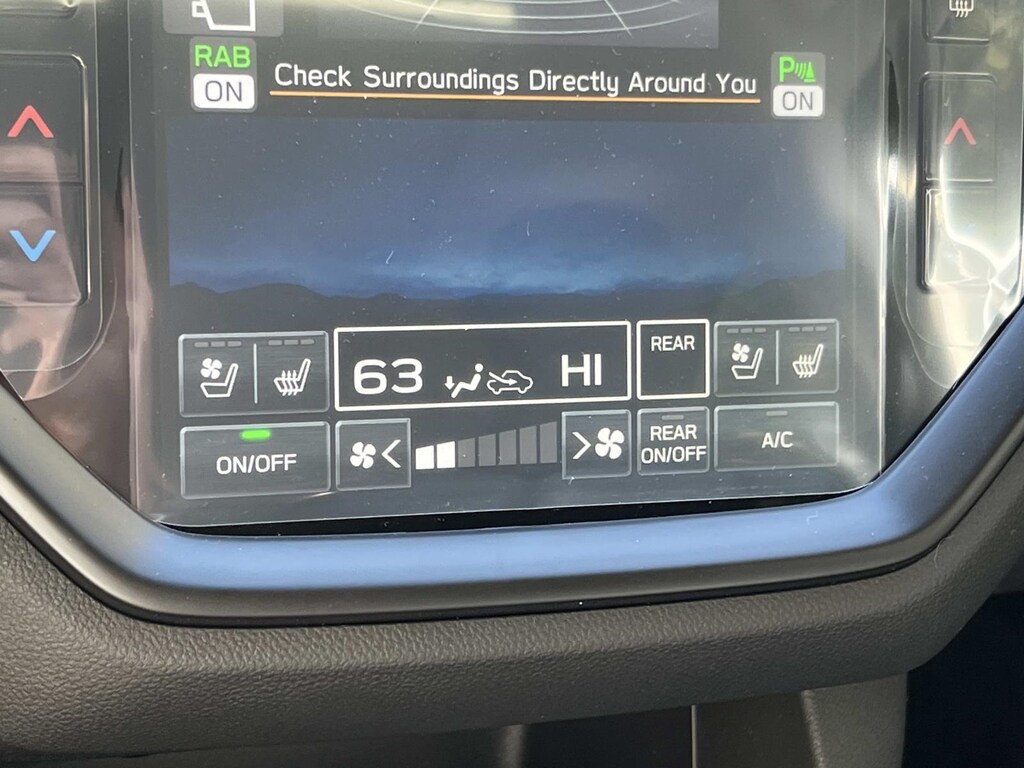 RAB
ON
Check Surroundings Directly Around You
P
ON
63
HI
REAR
ON/OFF
REAR
ON/OFF
A/C